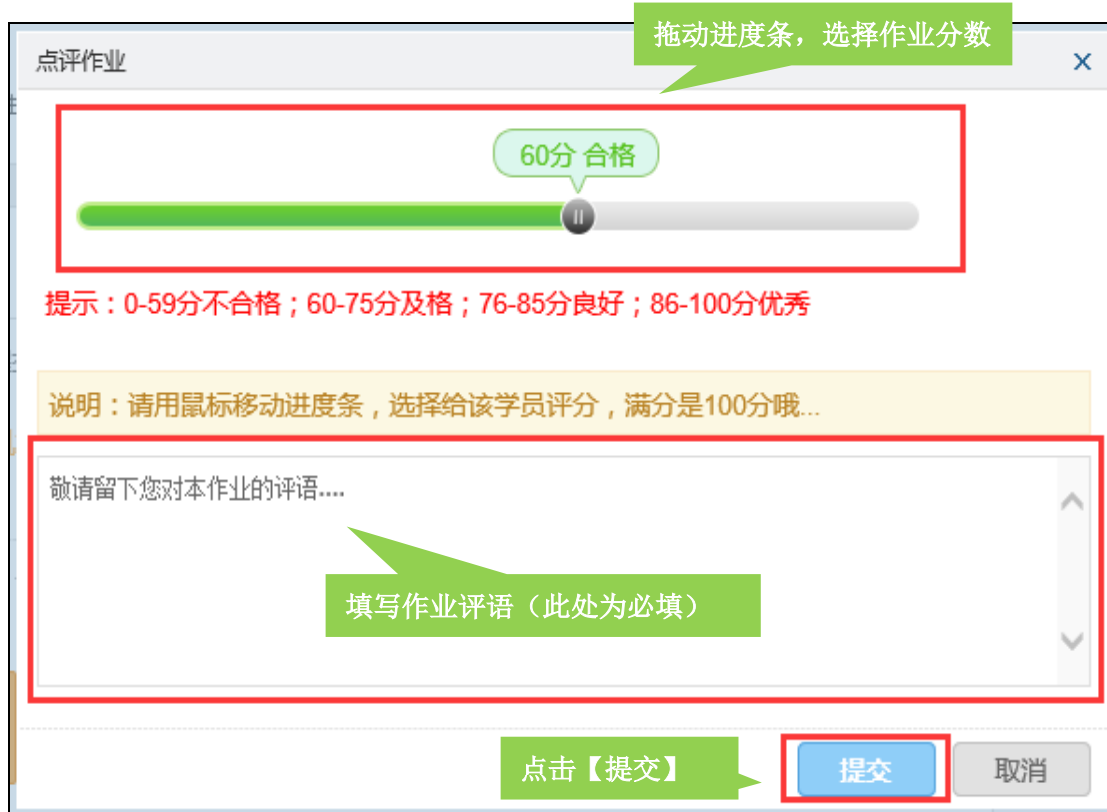 拖动进度条，选择作业分数
点评作业
60分 合格
提示：0-59分不合格；60-75分及格；76-85分良好；86-100分优秀
说明：请用鼠标移动进度条，选择给该学员评分，满分是100分哦...
敬请留下您对本作业的评语....
填写作业评语（此处为必填）
点击【提交】
提交
取消